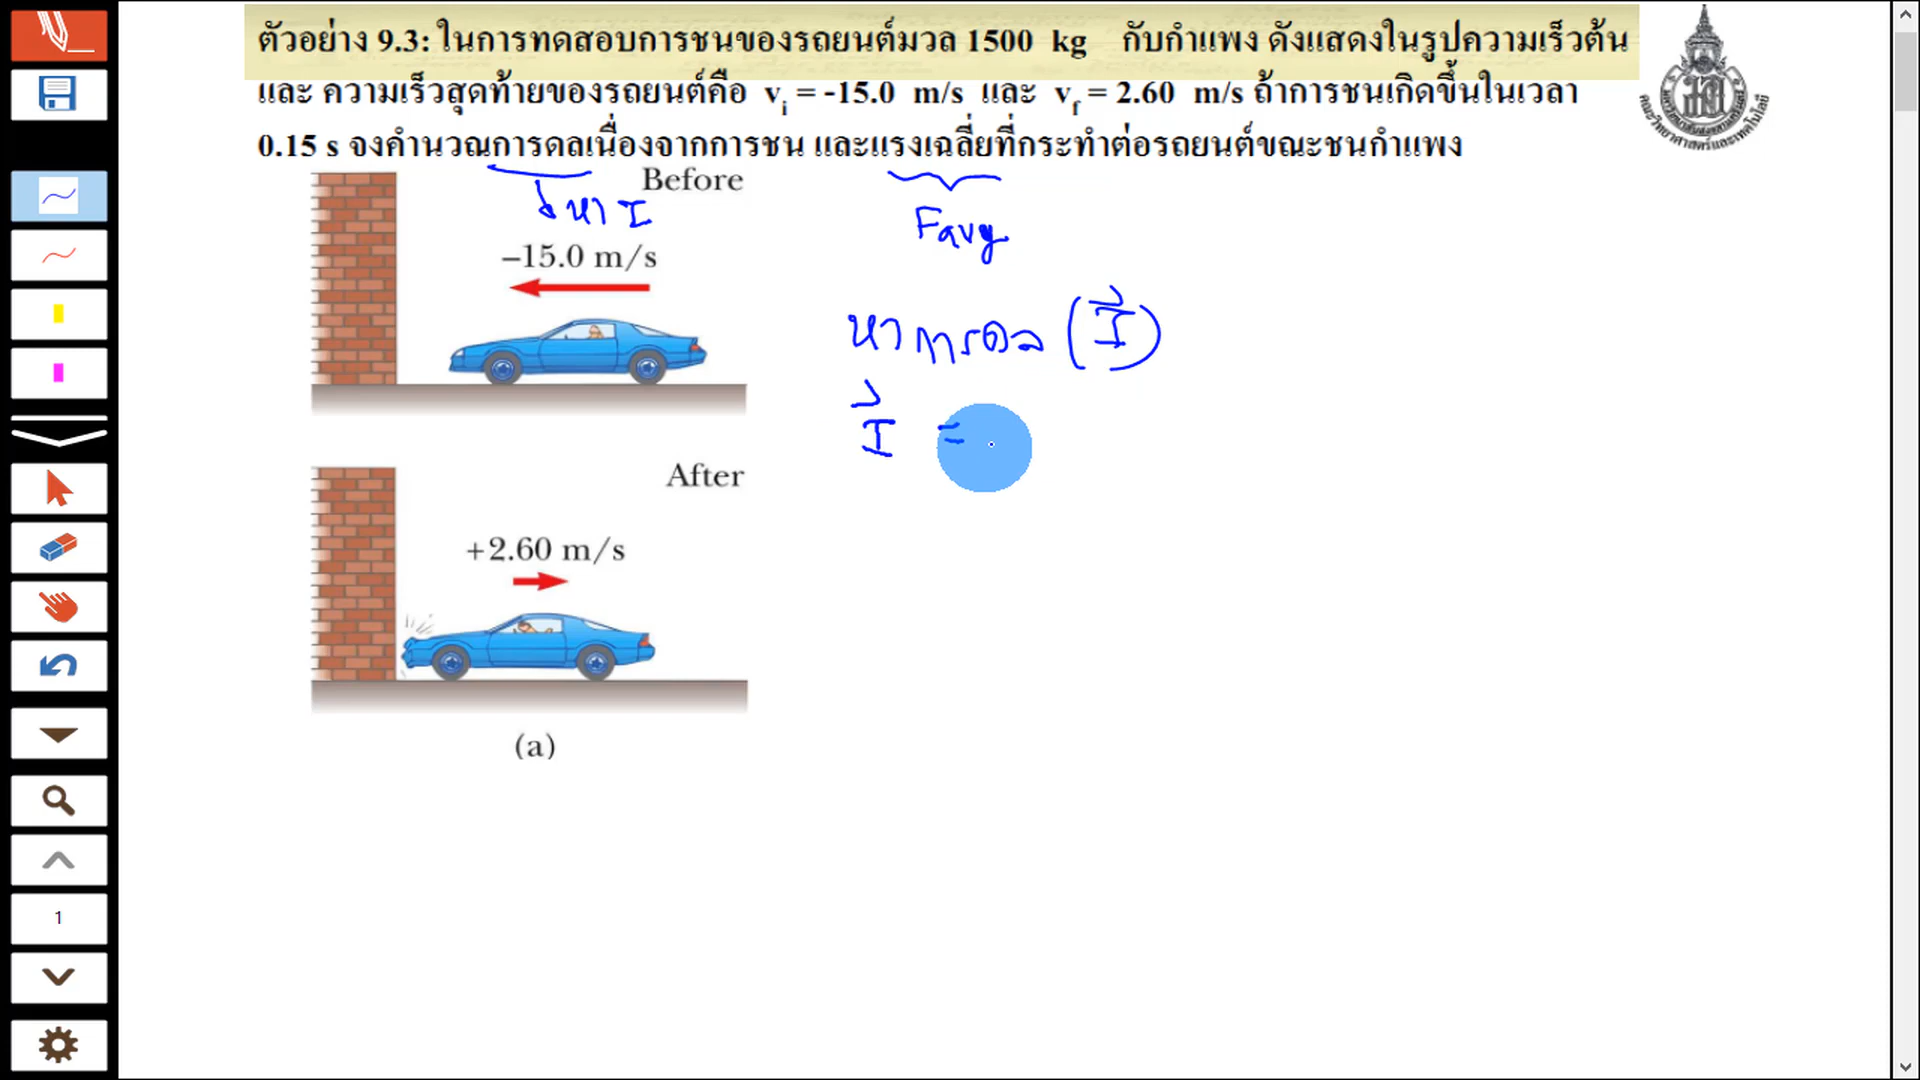 ตัวอย่าง 9.3: ในการทดสอบการชนของรถยนต์มวล 1500 kg กับกำแพง ดังแสดงในรูปความเร็วต้น
และ ความเร็วสุดท้ายของรถยนต์คือ vi = -15.0 m/s และ vf = 2.60 m/s ถ้าการชนเกิดขึ้นในเวลา
0.15 s จงคำนวณการดลเนื่องจากการชน และแรงเฉลี่ยที่กระทำต่อรถยนต์ขณะชนกำแพง
Before
หา I
Favg
–15.0 m/s
หาการดล (I⃗)
I⃗ =
After
+2.60 m/s
(a)
1